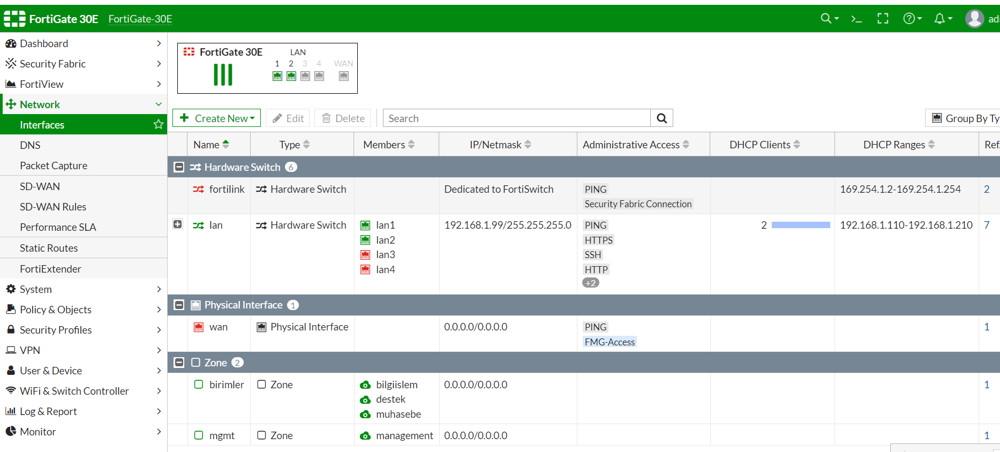 FortiGate 30E FortiGate-30E
Dashboard
Security Fabric
FortiView
Network
Interfaces
DNS
Packet Capture
SD-WAN
SD-WAN Rules
Performance SLA
Static Routes
FortiExtender
System
Policy & Objects
Security Profiles
VPN
User & Device
WiFi & Switch Controller
Log & Report
Monitor
FortiGate 30E LAN
1 2 3 4 WAN
Create New Edit Delete Search Group By Ty
Name Type Members IP/Netmask Administrative Access DHCP Clients DHCP Ranges Ref.
Hardware Switch 6
fortilink Hardware Switch Dedicated to FortiSwitch PING 169.254.1.2-169.254.1.254 2
Security Fabric Connection
lan Hardware Switch lan1 192.168.1.99/255.255.255.0 PING 2 192.168.1.110-192.168.1.210 7
lan2 HTTPS
lan3 SSH
lan4 HTTP
+2
Physical Interface 1
wan Physical Interface 0.0.0.0/0.0.0.0 PING 1
FMG-Access
Zone 2
birimler Zone bilgiislem 0.0.0.0/0.0.0.0 1
destek
muhasebe
mgmt Zone management 0.0.0.0/0.0.0.0 1